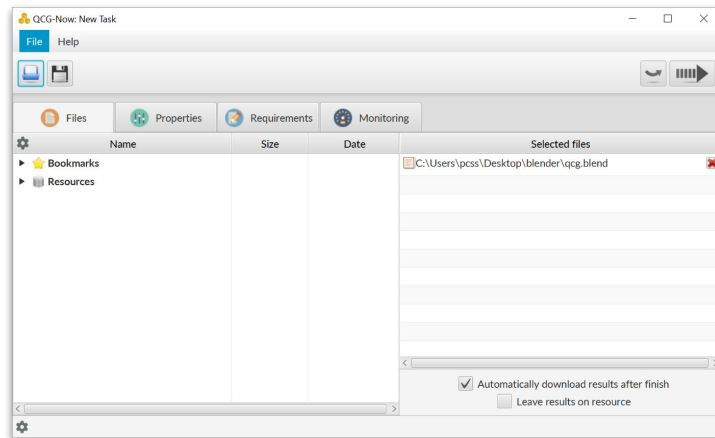 QCG-Now: New Task
File Help
Files Properties Requirements Monitoring
Name Size Date Selected files
Bookmarks C:\Users\pcss\Desktop\blender\qcg.blend
Resources
Automatically download results after finish
Leave results on resource